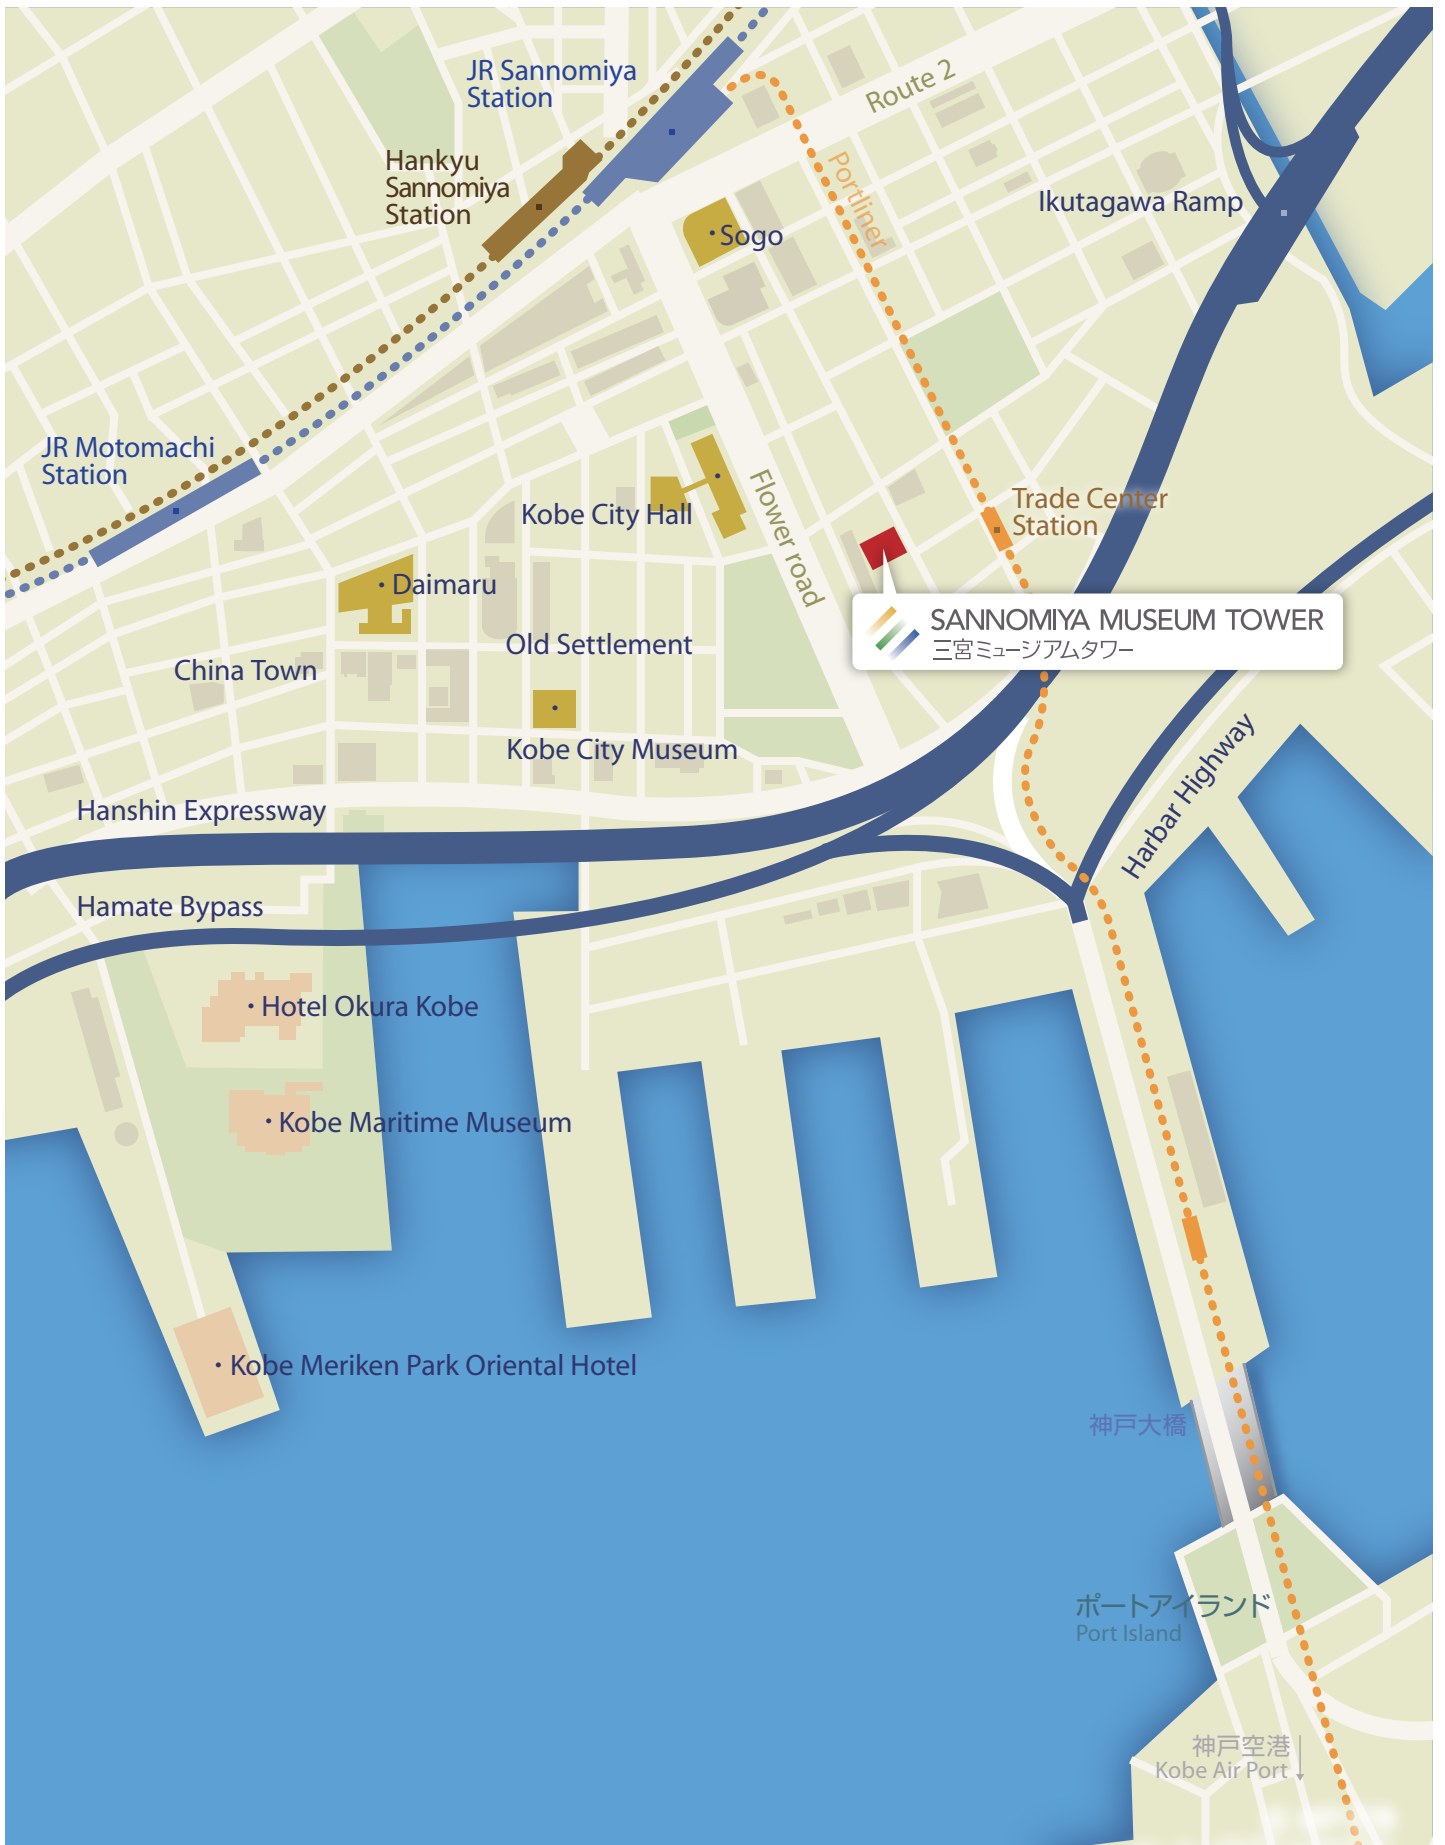 JR Sannomiya
Station
Route 2
Hankyu
Sannomiya
Station
Portliner
Ikutagawa Ramp
Sogo
JR Motomachi
Station
Kobe City Hall
Flower road
Trade Center
Station
Daimaru
SANNOMIYA MUSEUM TOWER
三宮ミュージアムタワー
Old Settlement
China Town
Kobe City Museum
Harbar Highway
Hanshin Expressway
Hamate Bypass
Hotel Okura Kobe
Kobe Maritime Museum
Kobe Meriken Park Oriental Hotel
神戸大橋
ポートアイランド
Port Island
神戸空港
Kobe Air Port